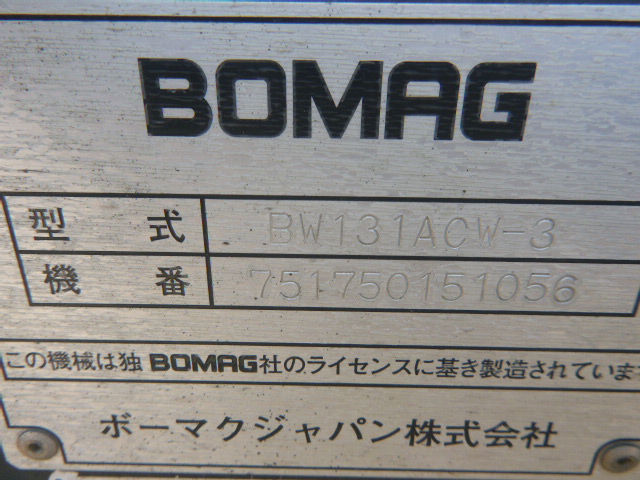 BOMAG
型式 BW131ACW-3
機番 751750151056
この機械は独BOMAG社のライセンスに基き製造されています
ボーマクジャパン株式会社